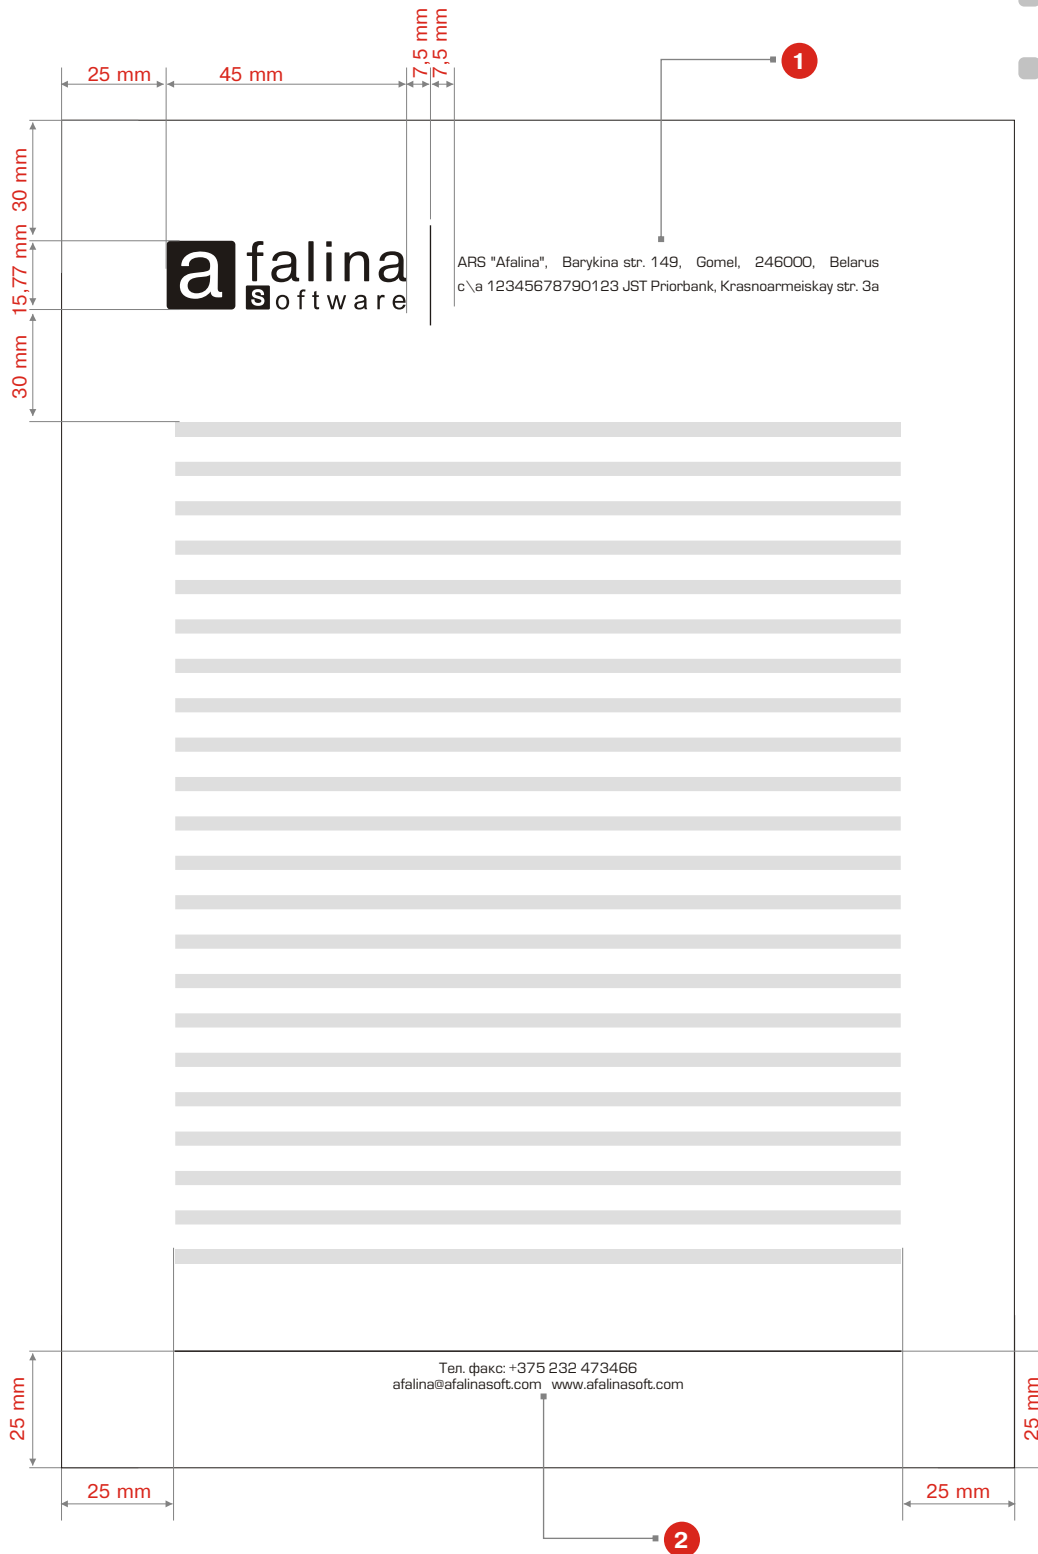 7,5 mm
7,5 mm
1
25 mm
45 mm
30 mm
15,77 mm
30 mm
a falina
software
ARS "Afalina", Barykina str. 149, Gomel, 246000, Belarus
c\a 12345678790123 JST Priorbank, Krasnoarmeiskay str. 3a
Тел. факс: +375 232 473466
afalina@afalinasoft.com www.afalinasoft.com
25 mm
25 mm
25 mm
25 mm
2